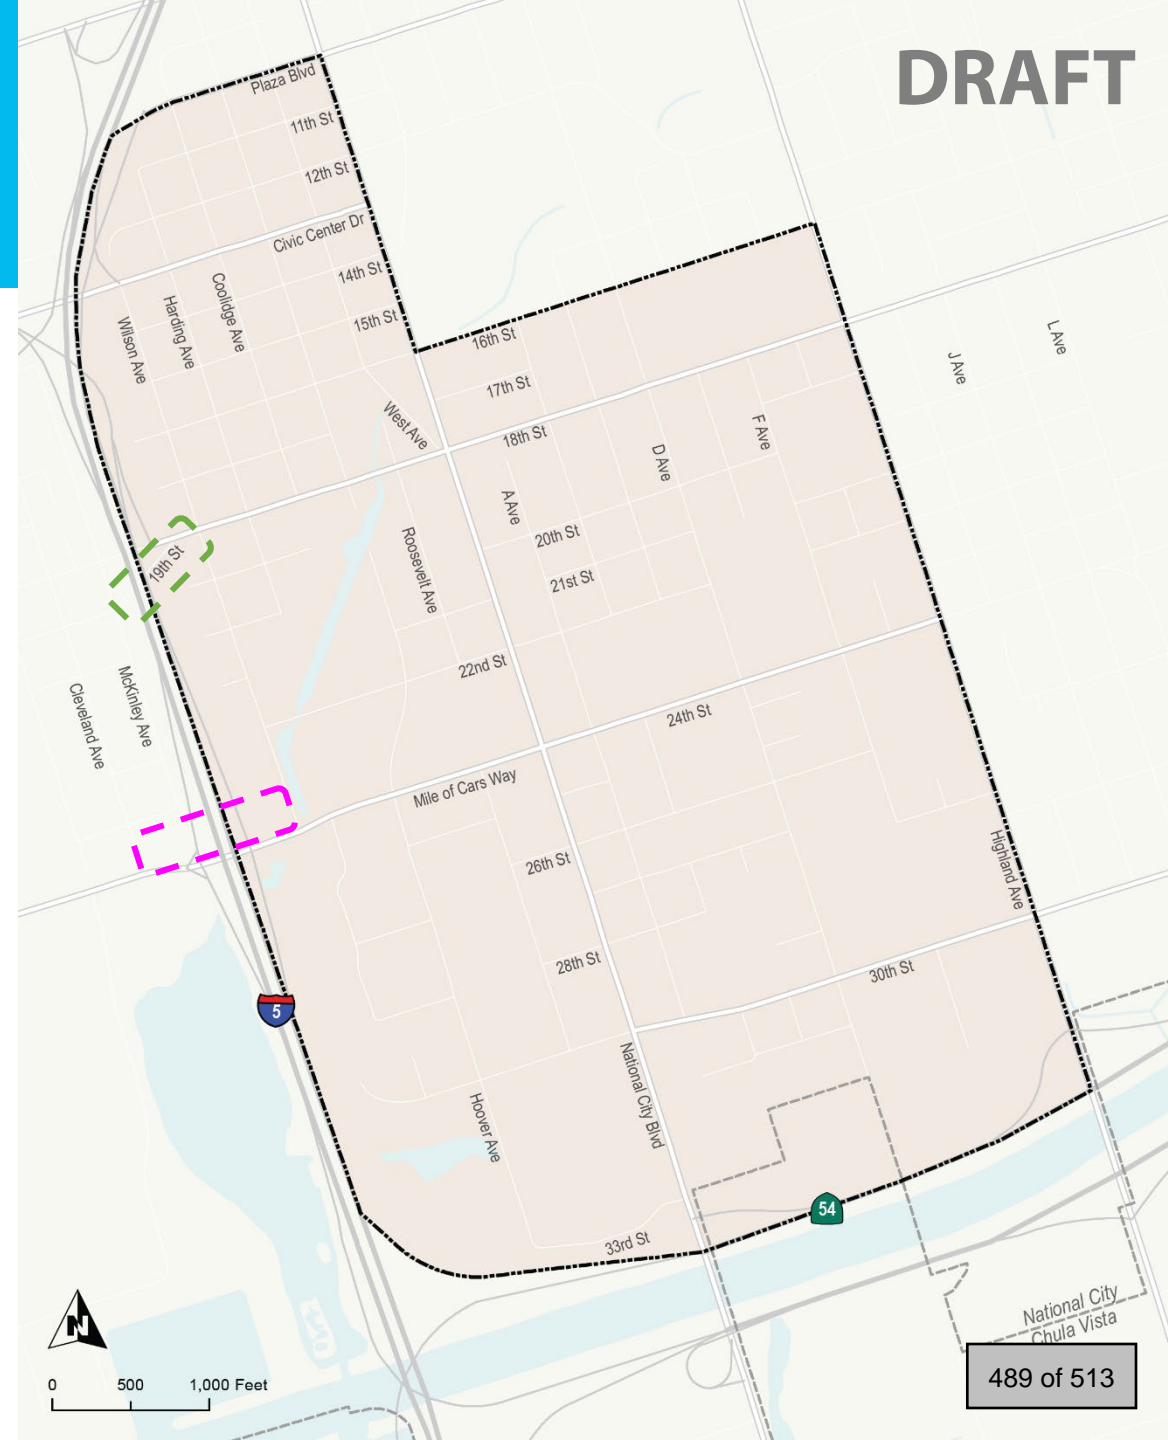 DRAFT
Plaza Blvd
11th St
12th St
Civic Center Dr
14th St
15th St
Wilson Ave
Harding Ave
Coolidge Ave
16th St
17th St
18th St
West Ave
L Ave
J Ave
F Ave
D Ave
A Ave
20th St
21st St
19th St
Roosevelt Ave
22nd St
24th St
McKinley Ave
Cleveland Ave
Mile of Cars Way
26th St
28th St
Highland Ave
30th St
5
National City Blvd
Hoover Ave
54
33rd St
National City
Chula Vista
N
0 500 1,000 Feet
489 of 513